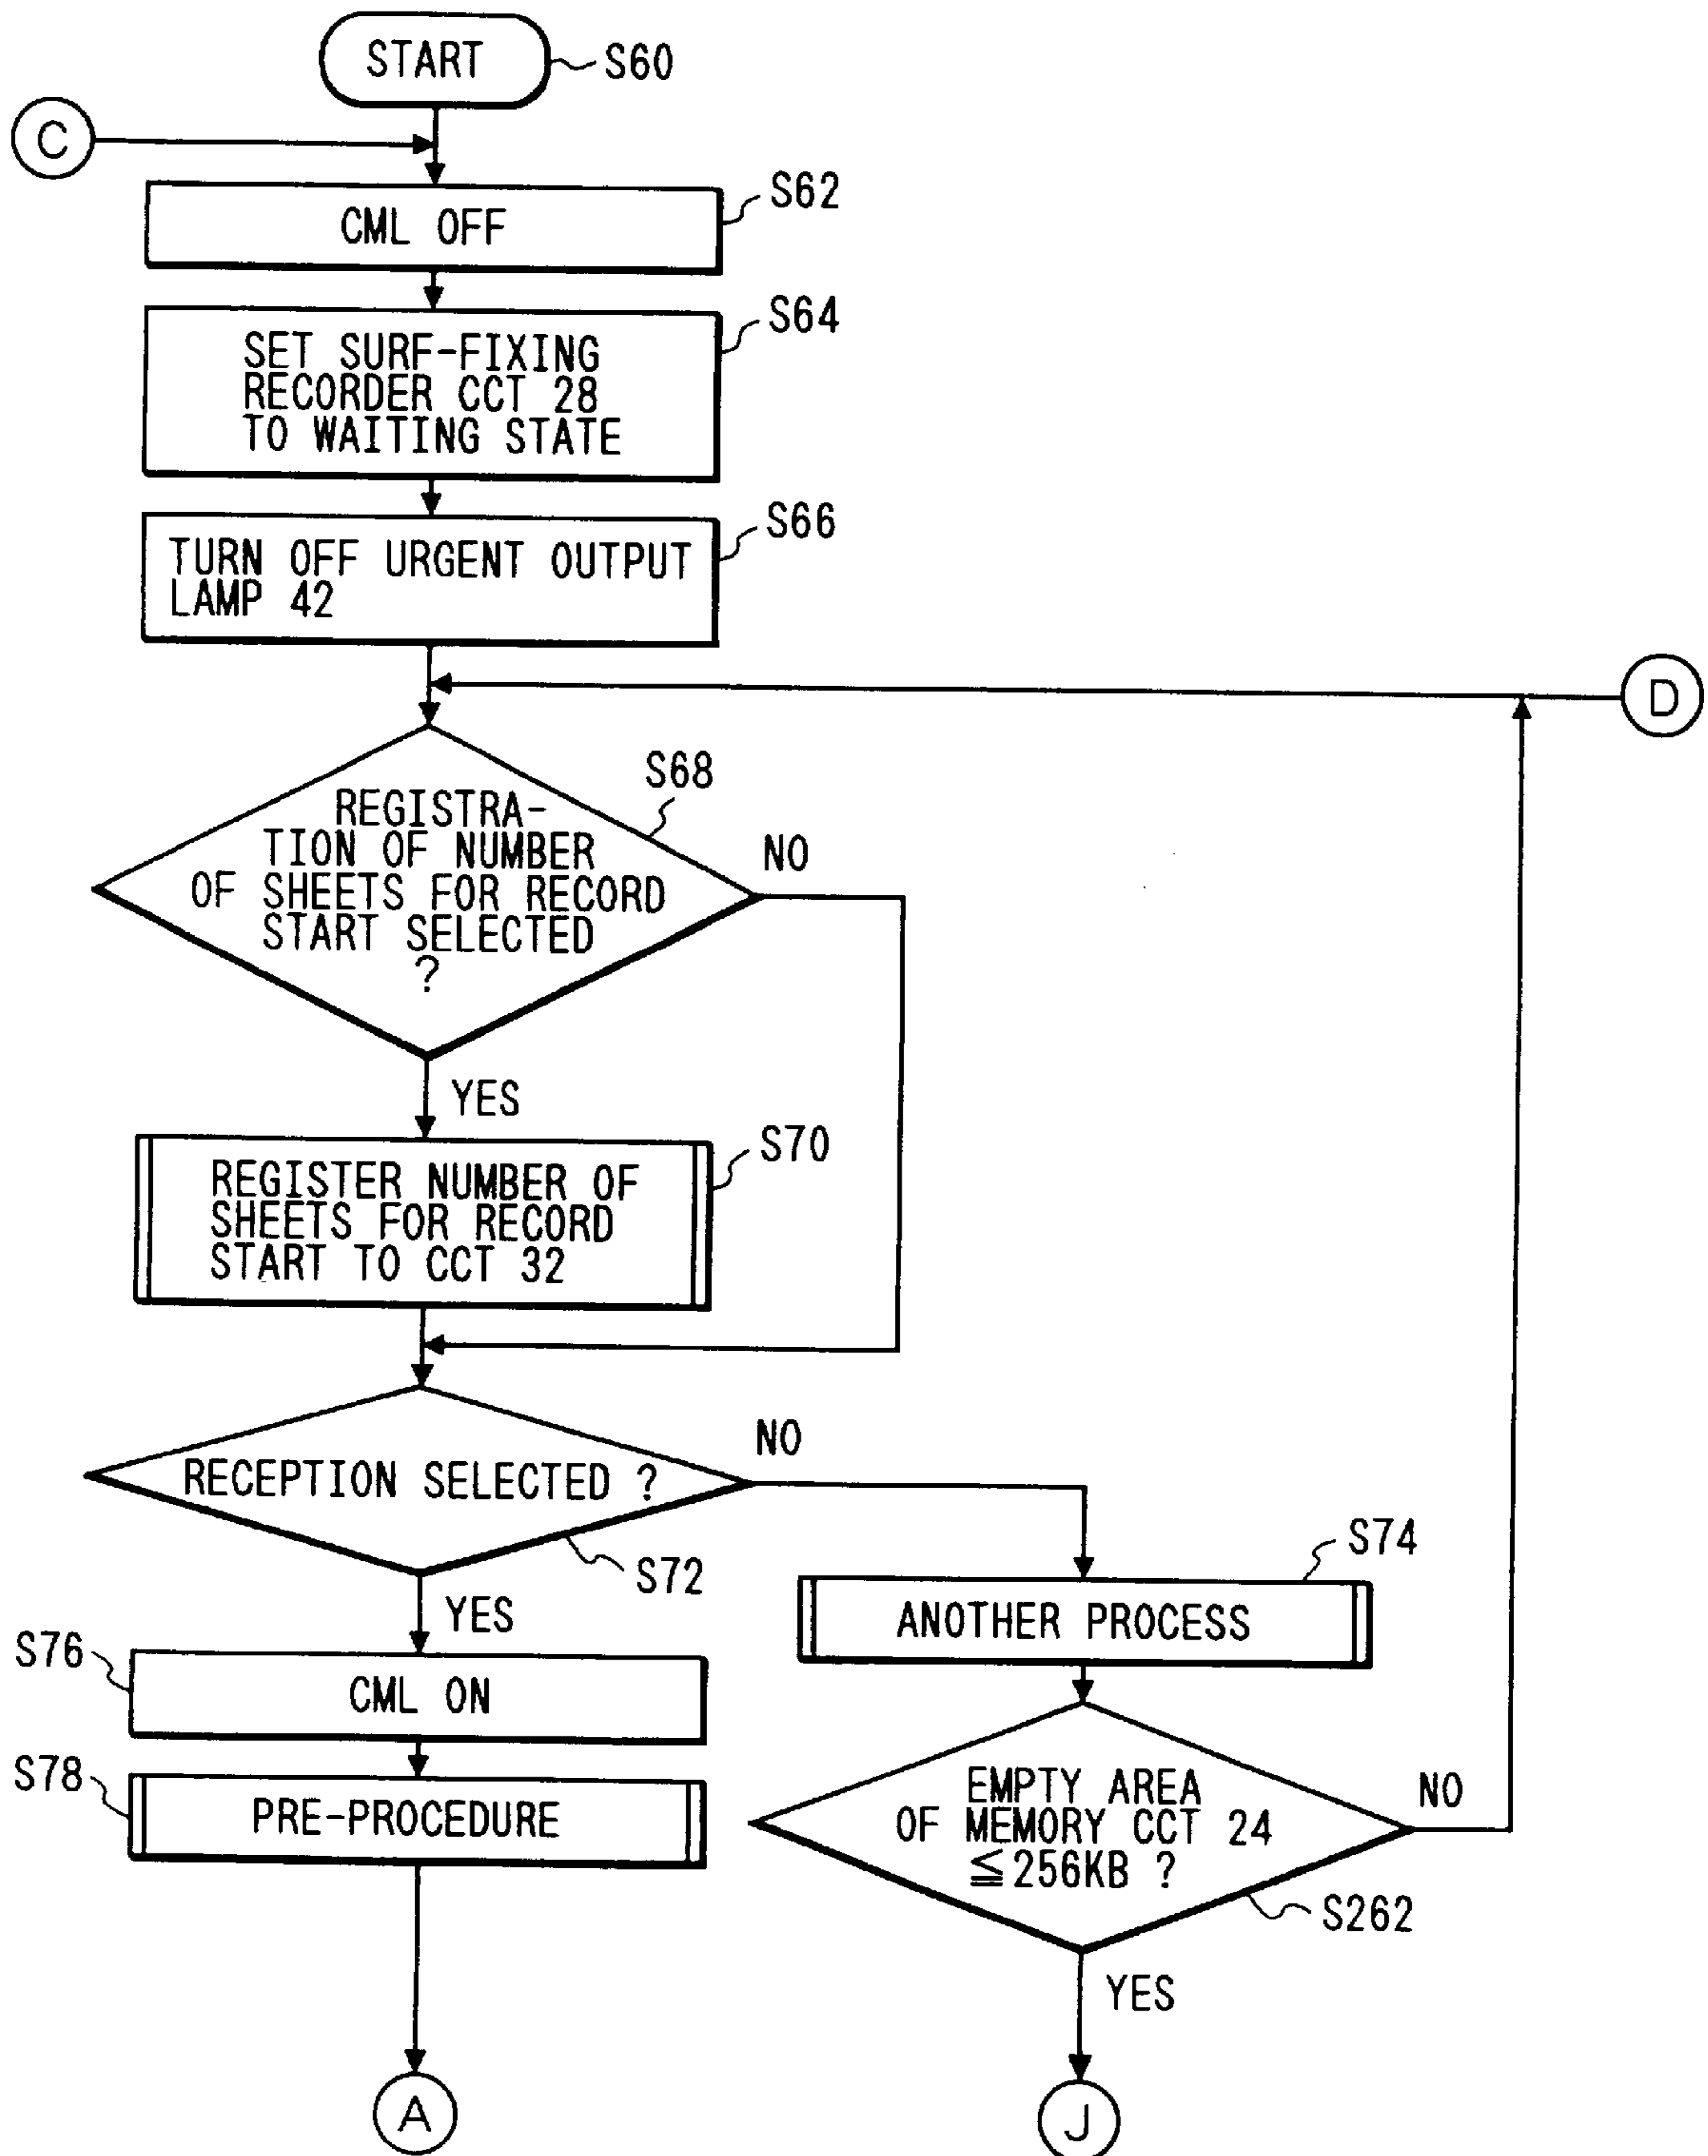 START
S60
C
S62
CML OFF
S64
SET SURF-FIXING
RECORDER CCT 28
TO WAITING STATE
S66
TURN OFF URGENT OUTPUT
LAMP 42
D
S68
REGISTRA-
TION OF NUMBER
OF SHEETS FOR RECORD
START SELECTED
?
NO
YES
S70
REGISTER NUMBER OF
SHEETS FOR RECORD
START TO CCT 32
RECEPTION SELECTED ?
NO
S72
YES
S74
ANOTHER PROCESS
S76
CML ON
S78
PRE-PROCEDURE
EMPTY AREA
OF MEMORY CCT 24
≦256KB ?
NO
S262
YES
A
J